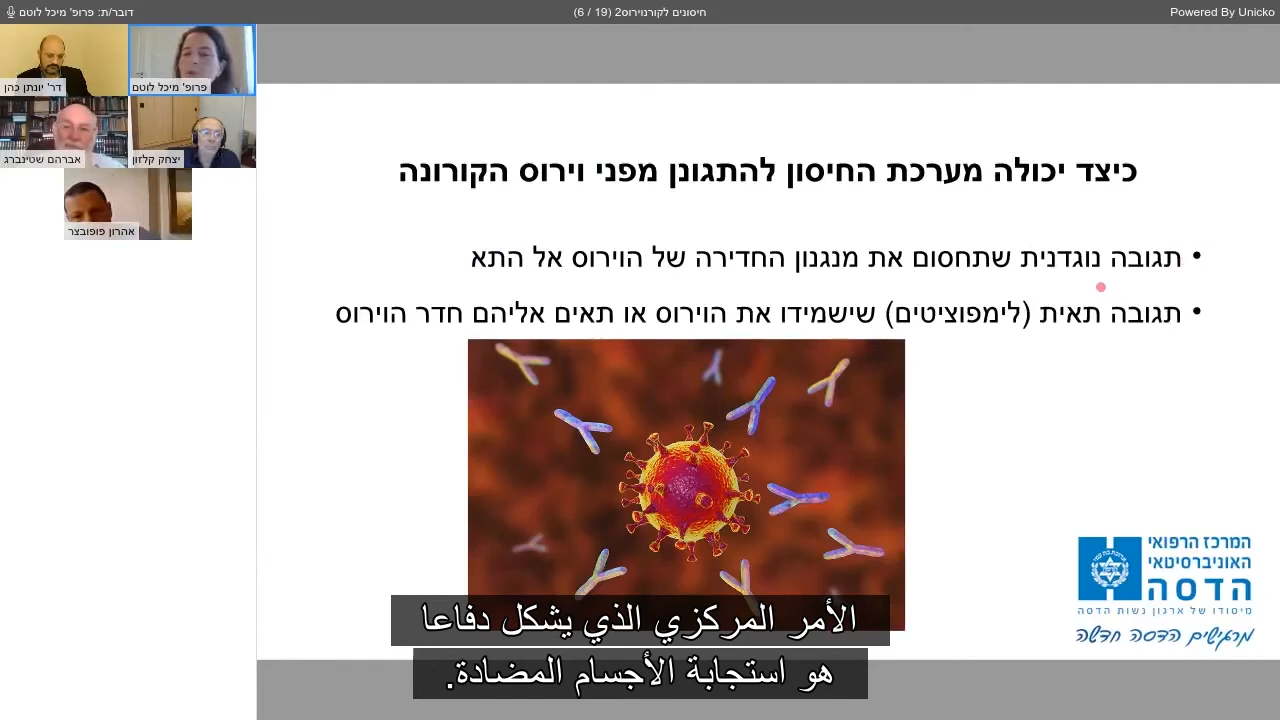 דובר/ת: פרופ' מיכל לוטם
חיסונים לקורנוירוס2 (19 / 6)
Powered By Unicko
דר' יונתן כהן
פרופ' מיכל לוטם
אברהם שטינברג
יצחק קלזון
אהרון פופובצר
כיצד יכולה מערכת החיסון להתגונן מפני וירוס הקורונה
• תגובה נוגדנית שתחסום את מנגנון החדירה של הוירוס אל התא
• תגובה תאית (לימפוציטים) שישמידו את הוירוס או תאים אליהם חדר הוירוס
המרכז הרפואי
האוניברסיטאי
הדסה
מיסודו של ארגון נשות הדסה
מרגישים הדסה חדשה
الأمر المركزي الذي يشكل دفاعا
هو استجابة الأجسام المضادة.